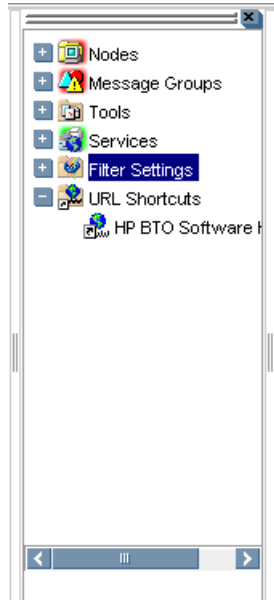 Nodes
Message Groups
Tools
Services
Filter Settings
URL Shortcuts
HP BTO Software